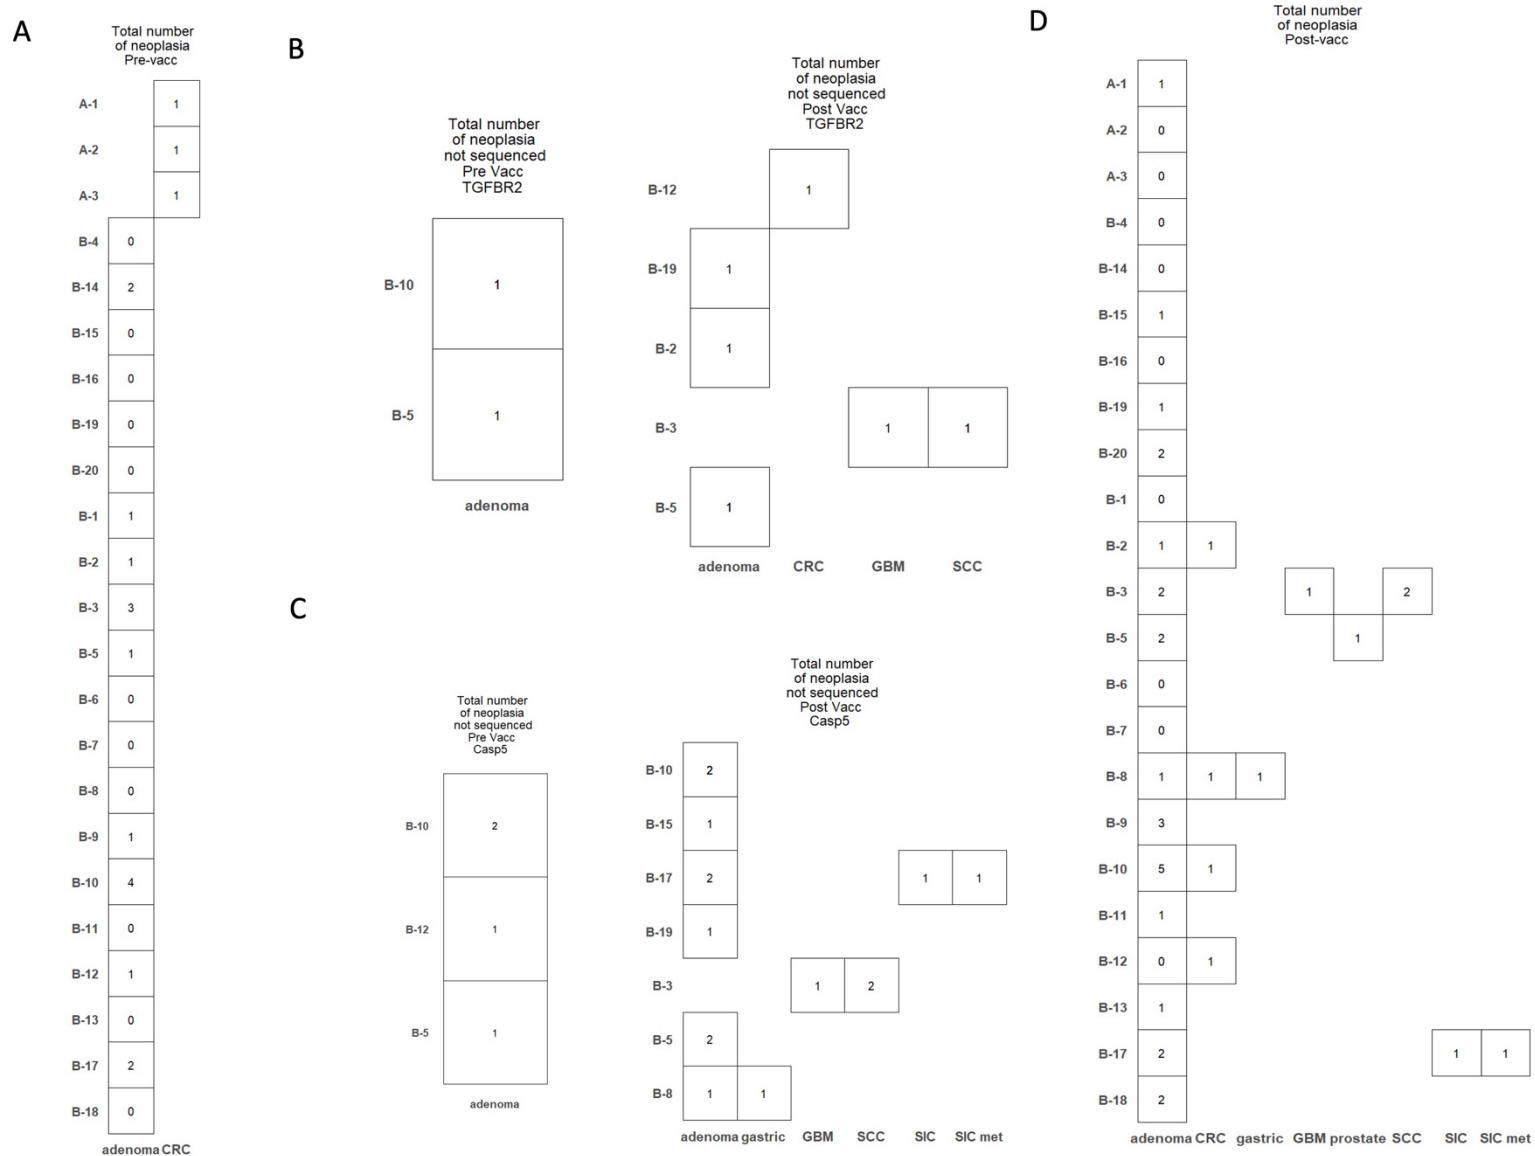 A
Total number
of neoplasia
Pre-vacc
A-1 1
A-2 1
A-3 1
B-4 0
B-14 2
B-15 0
B-16 0
B-19 0
B-20 0
B-1 1
B-2 1
B-3 3
B-5 1
B-6 0
B-7 0
B-8 0
B-9 1
B-10 4
B-11 0
B-12 1
B-13 0
B-17 2
B-18 0
adenoma CRC
B
Total number
of neoplasia
not sequenced
Pre Vacc
TGFBR2
B-10 1
B-5 1
adenoma
Total number
of neoplasia
not sequenced
Post Vacc
TGFBR2
B-12 1
B-19 1
B-2 1
B-3 1 1
B-5 1
adenoma CRC GBM SCC
C
Total number
of neoplasia
not sequenced
Pre Vacc
Casp5
B-10 2
B-12 1
B-5 1
adenoma
Total number
of neoplasia
not sequenced
Post Vacc
Casp5
B-10 2
B-15 1
B-17 2 1 1
B-19 1
B-3 1 2
B-5 2
B-8 1 1
adenoma gastric GBM SCC SIC SIC met
D
Total number
of neoplasia
Post-vacc
A-1 1
A-2 0
A-3 0
B-4 0
B-14 0
B-15 1
B-16 0
B-19 1
B-20 2
B-1 0
B-2 1 1
B-3 2 1 2
B-5 2 1
B-6 0
B-7 0
B-8 1 1 1
B-9 3
B-10 5 1
B-11 1
B-12 0 1
B-13 1
B-17 2 1 1
B-18 2
adenoma CRC gastric GBM prostate SCC SIC SIC met